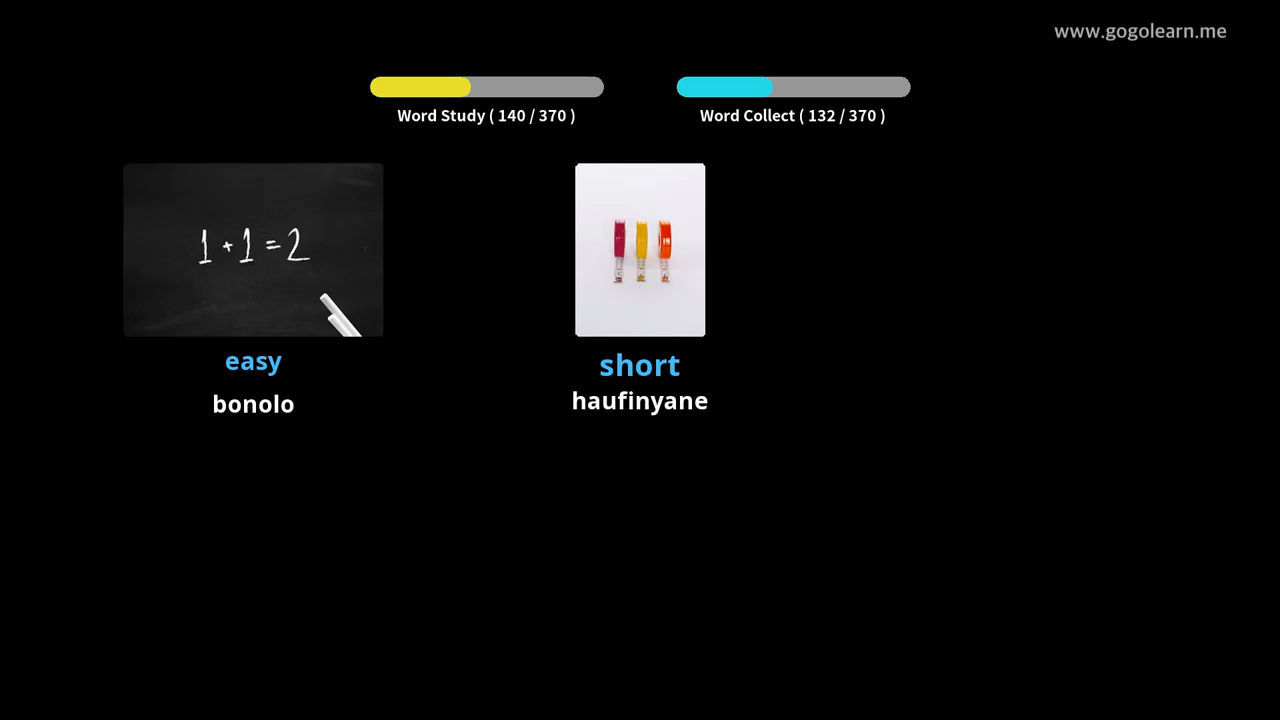 www.gogolearn.me
Word Study ( 140 / 370 )
Word Collect ( 132 / 370 )
1 + 1 = 2
easy
bonolo
short
haufinyane